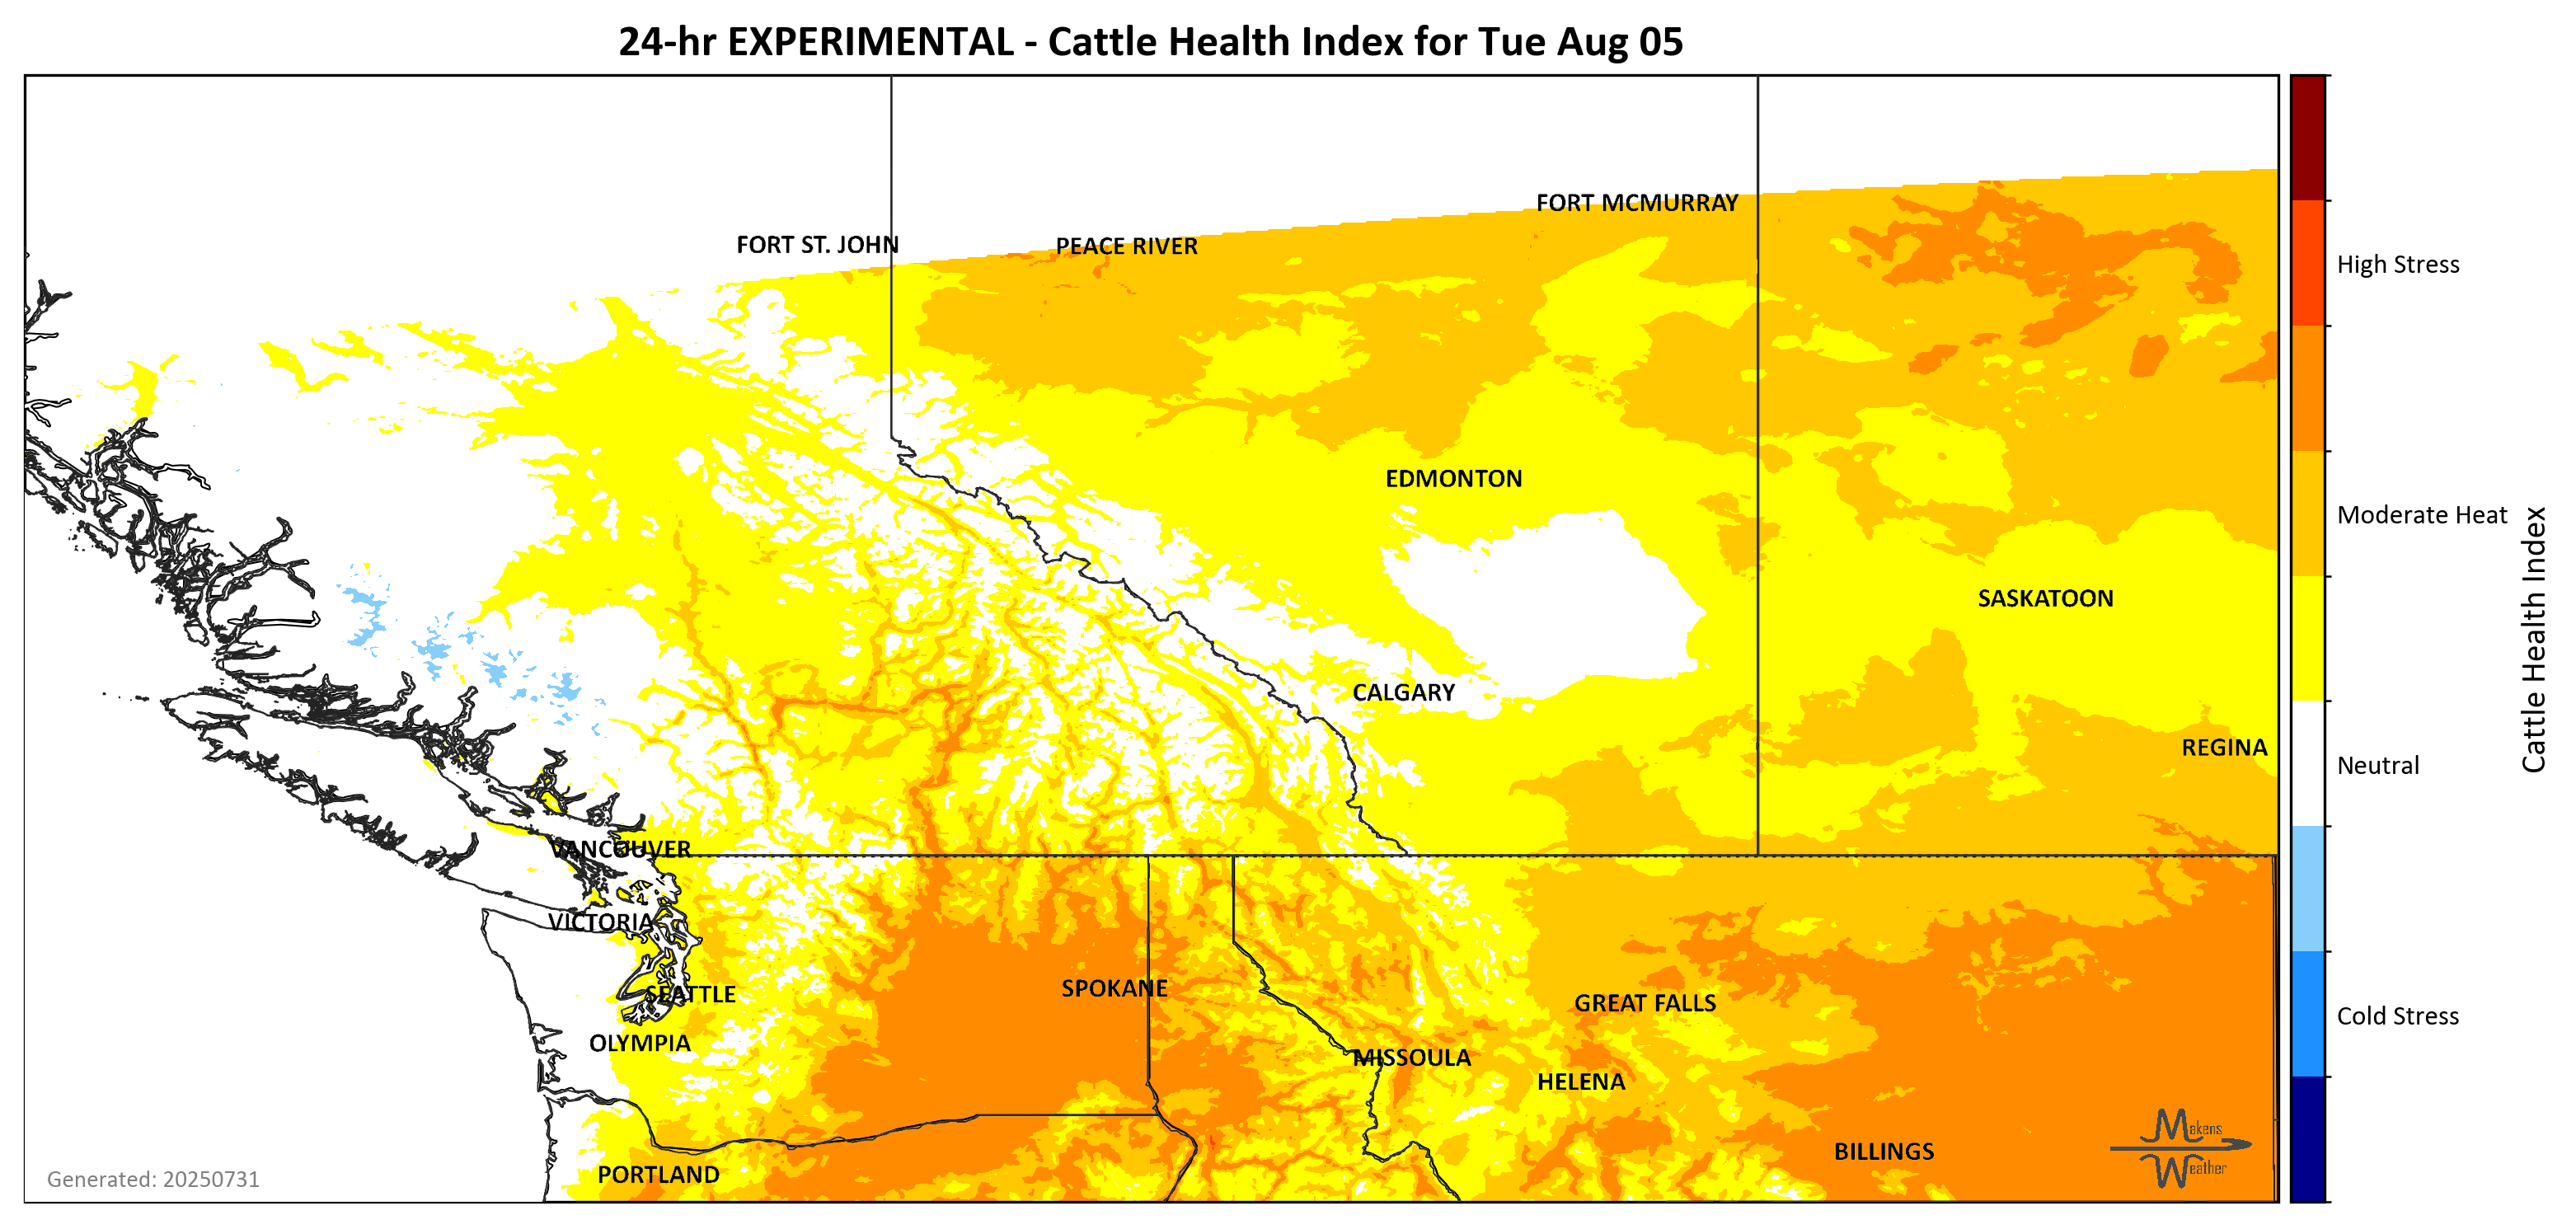 24-hr EXPERIMENTAL - Cattle Health Index for Tue Aug 05
FORT MCMURRAY
FORT ST. JOHN
PEACE RIVER
High Stress
EDMONTON
Moderate Heat
SASKATOON
CALGARY
REGINA
Neutral
Cattle Health Index
VANCOUVER
VICTORIA
SEATTLE
SPOKANE
GREAT FALLS
Cold Stress
OLYMPIA
MISSOULA
HELENA
Makens
Weather
BILLINGS
PORTLAND
Generated: 20250731